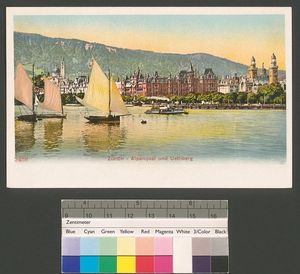 Zürich - Alpenquai und Uetliberg
Zentimeter
Blue Cyan Green Yellow Red Magenta White 3/Color Black